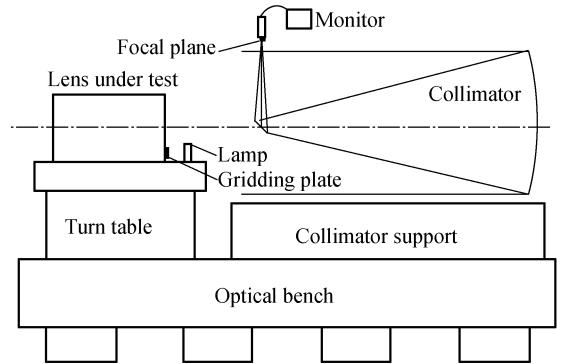 Monitor
Focal plane
Lens under test
Collimator
Lamp
Gridding plate
Turn table
Collimator support
Optical bench